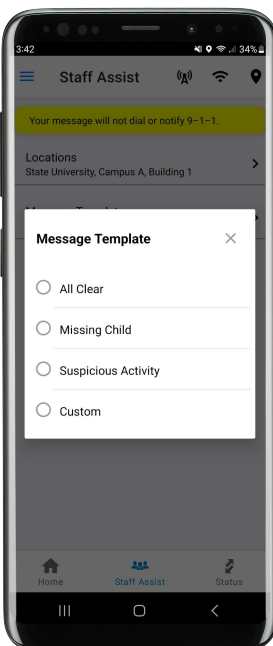 3:42 34%
Staff Assist
Your message will not dial or notify 9-1-1.
Locations
State University, Campus A, Building 1
Message Template
All Clear
Missing Child
Suspicious Activity
Custom
Home Staff Assist Status